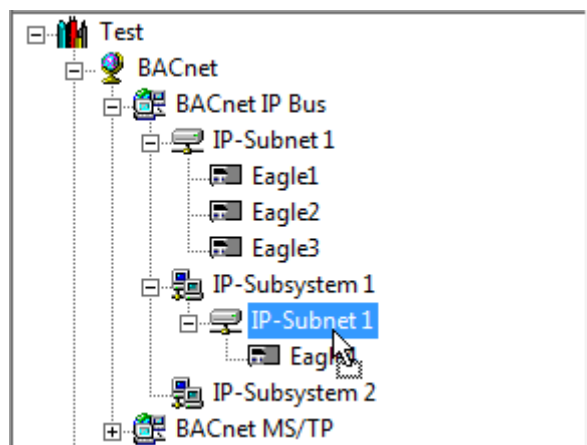 Test
BACnet
BACnet IP Bus
IP-Subnet 1
Eagle1
Eagle2
Eagle3
IP-Subsystem 1
IP-Subnet 1
IP-Subsystem 2
BACnet MS/TP